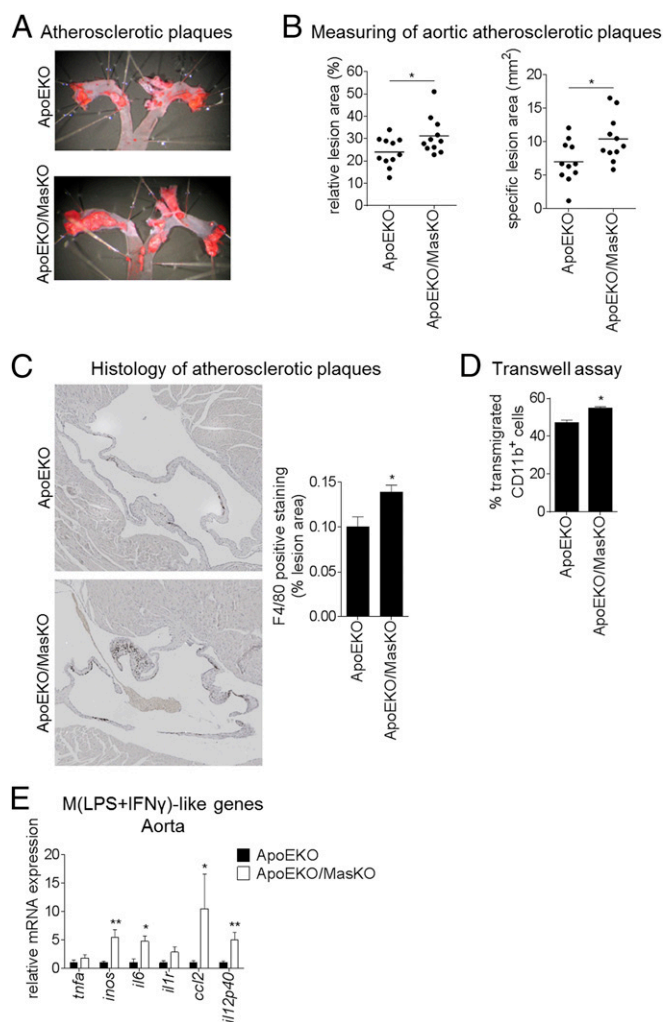 A Atherosclerotic plaques
ApoEKO
ApoEKO/MasKO
B Measuring of aortic atherosclerotic plaques
relative lesion area (%)
60
50
40
30
20
10
0
*
ApoEKO
ApoEKO/MasKO
specific lesion area (mm²)
20
15
10
5
0
*
ApoEKO
ApoEKO/MasKO
C Histology of atherosclerotic plaques
ApoEKO
ApoEKO/MasKO
F4/80 positive staining
(% lesion area)
0.15
0.10
0.05
0.00
*
ApoEKO
ApoEKO/MasKO
D Transwell assay
% transmigrated
CD11b⁺ cells
60
40
20
0
*
ApoEKO
ApoEKO/MasKO
E M(LPS+IFNγ)-like genes
Aorta
relative mRNA expression
20
15
10
5
0
ApoEKO
ApoEKO/MasKO
** * * **
tnfa inos il6 il1r ccl2 il12p40